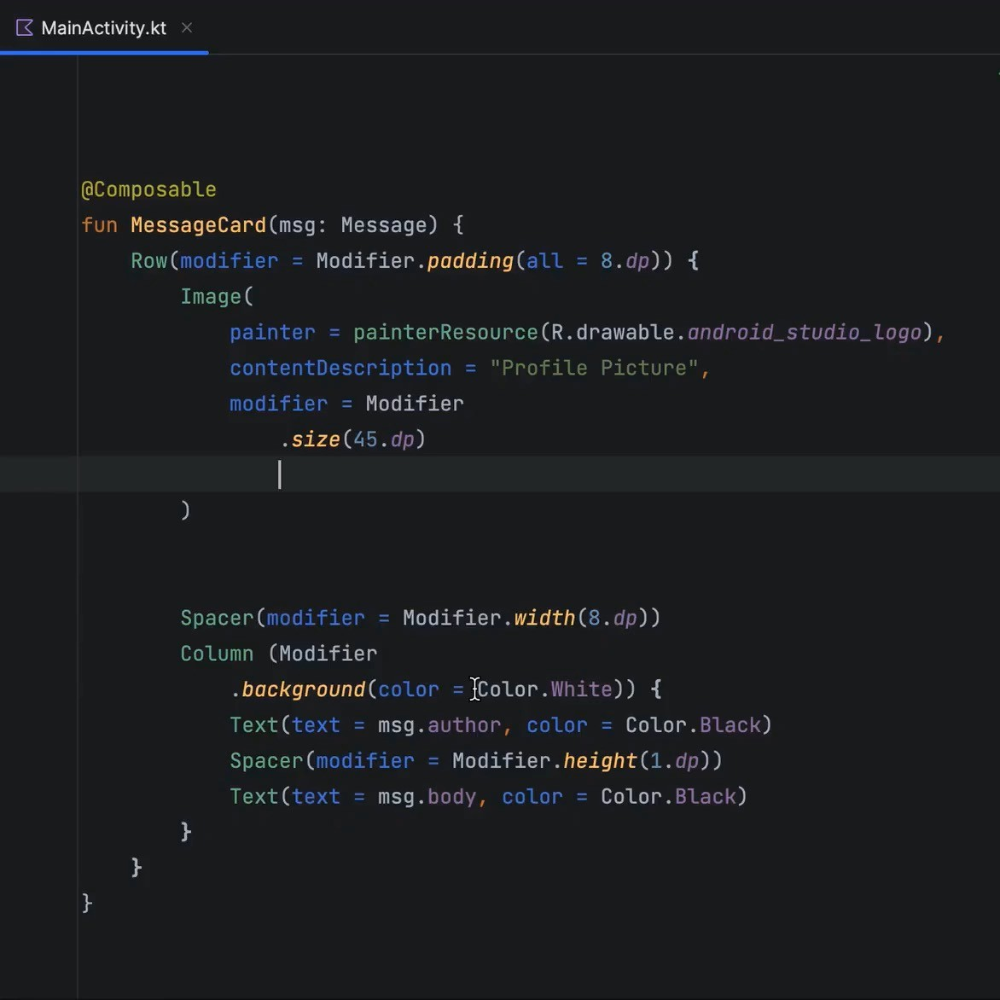 MainActivity.kt
@Composable
fun MessageCard(msg: Message) {
Row(modifier = Modifier.padding(all = 8.dp)) {
Image(
painter = painterResource(R.drawable.android_studio_logo),
contentDescription = "Profile Picture",
modifier = Modifier
.size(45.dp)
)
Spacer(modifier = Modifier.width(8.dp))
Column (Modifier
.background(color = Color.White)) {
Text(text = msg.author, color = Color.Black)
Spacer(modifier = Modifier.height(1.dp))
Text(text = msg.body, color = Color.Black)
}
}
}